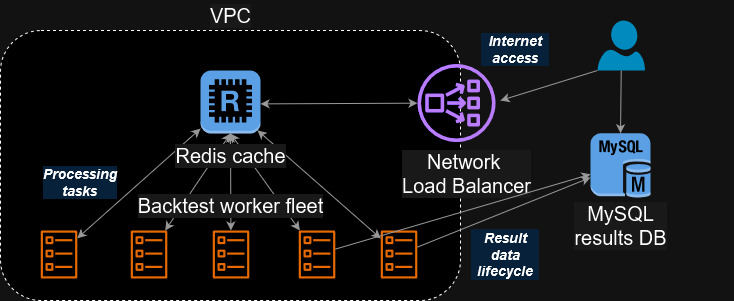 VPC
Internet
access
R
Redis cache
Network
Load Balancer
MySQL
M
MySQL
results DB
Processing
tasks
Backtest worker fleet
Result
data
lifecycle